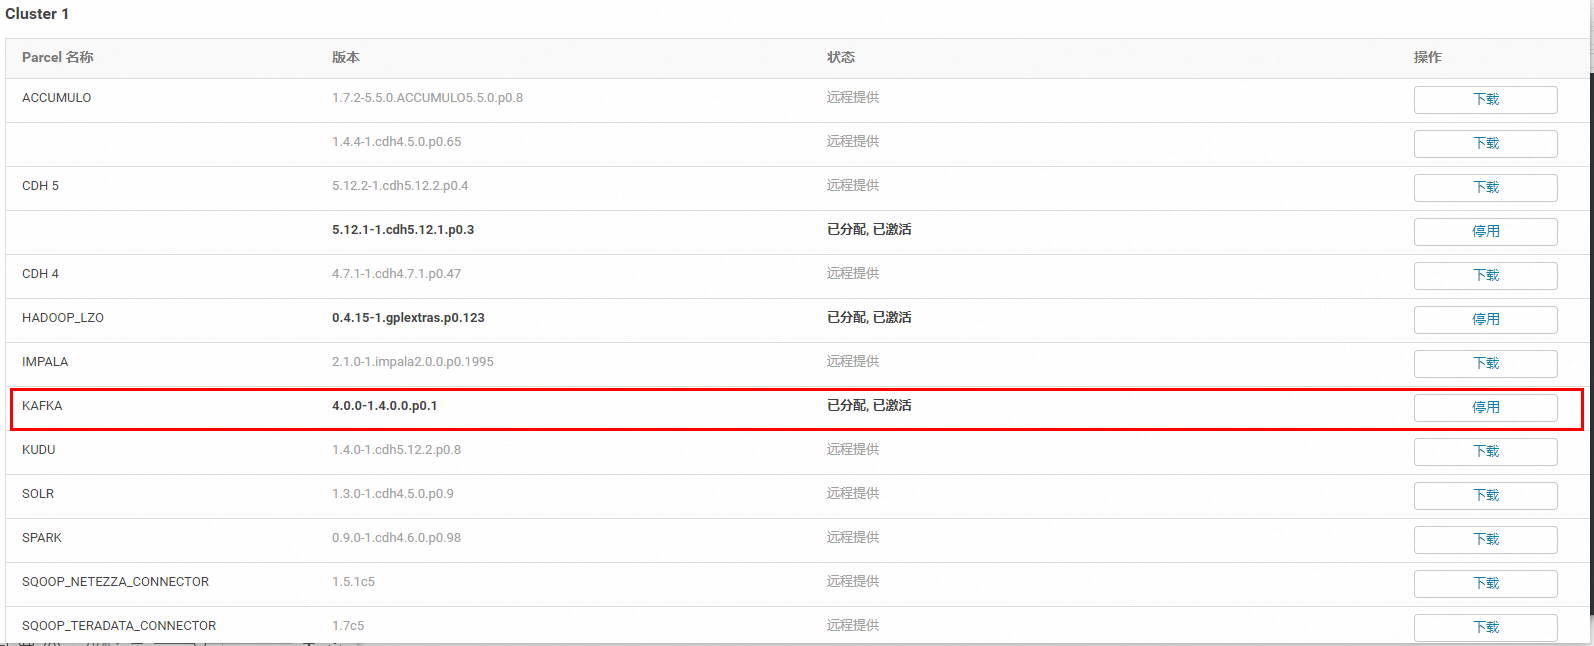 Cluster 1
Parcel 名称 版本 状态 操作
ACCUMULO 1.7.2-5.5.0.ACCUMULO5.5.0.p0.8 远程提供 下载
1.4.4-1.cdh4.5.0.p0.65 远程提供 下载
CDH 5 5.12.2-1.cdh5.12.2.p0.4 远程提供 下载
5.12.1-1.cdh5.12.1.p0.3 已分配, 已激活 停用
CDH 4 4.7.1-1.cdh4.7.1.p0.47 远程提供 下载
HADOOP_LZO 0.4.15-1.gplextras.p0.123 已分配, 已激活 停用
IMPALA 2.1.0-1.impala2.0.0.p0.1995 远程提供 下载
KAFKA 4.0.0-1.4.0.0.p0.1 已分配, 已激活 停用
KUDU 1.4.0-1.cdh5.12.2.p0.8 远程提供 下载
SOLR 1.3.0-1.cdh4.5.0.p0.9 远程提供 下载
SPARK 0.9.0-1.cdh4.6.0.p0.98 远程提供 下载
SQOOP_NETEZZA_CONNECTOR 1.5.1c5 远程提供 下载
SQOOP_TERADATA_CONNECTOR 1.7c5 远程提供 下载